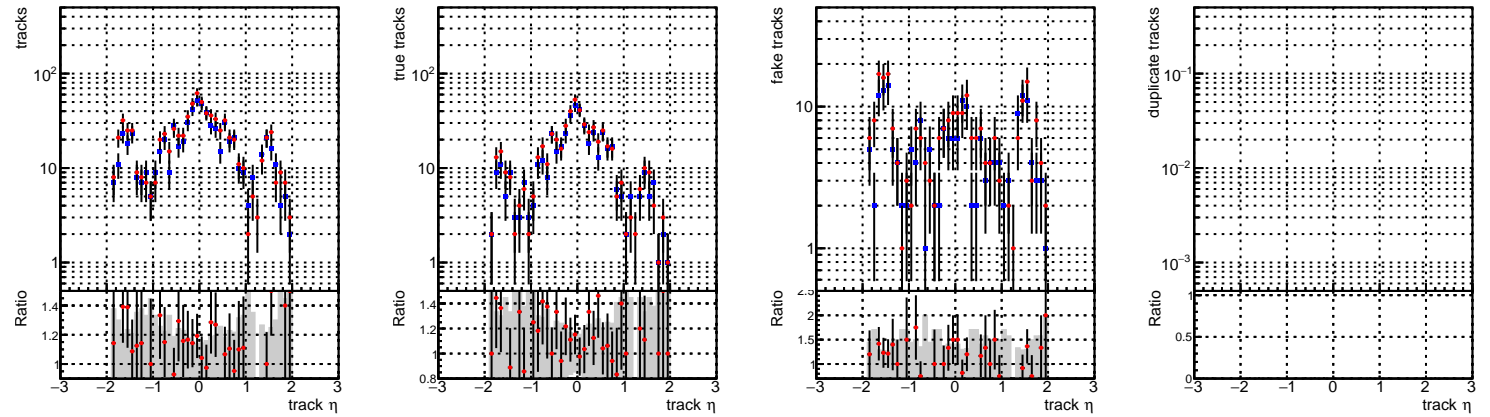 tracks
10²
10
1
Ratio
1.4
1.2
1
−3 −2 −1 0 1 2 3
track η
true tracks
10²
10
1
Ratio
1.4
1.2
1
0.8
−3 −2 −1 0 1 2 3
track η
fake tracks
10
1
Ratio
2.5
2
1.5
1
−3 −2 −1 0 1 2 3
track η
duplicate tracks
10⁻¹
10⁻²
10⁻³
Ratio
1
0.5
0
−3 −2 −1 0 1 2 3
track η